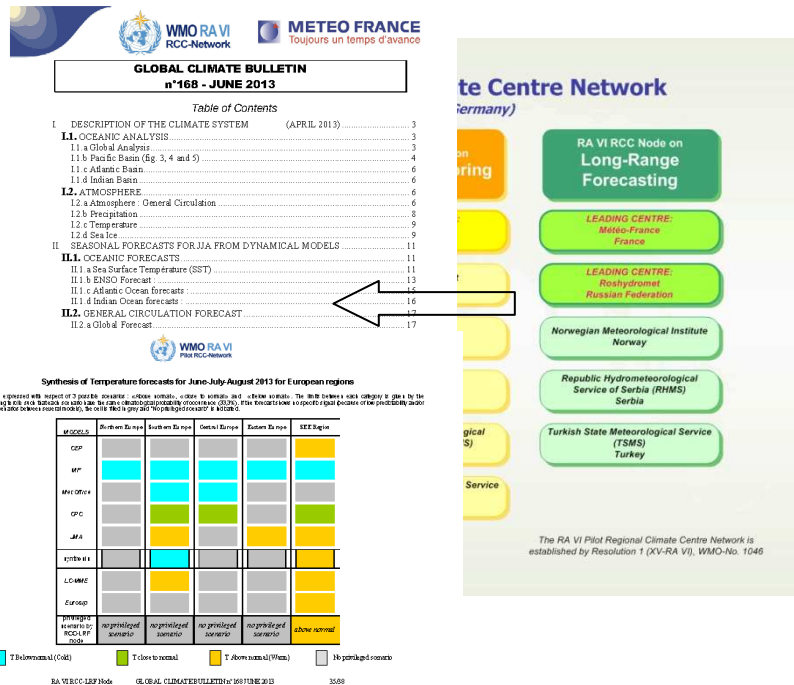 WMO RA VI
RCC-Network
METEO FRANCE
Toujours un temps d'avance
GLOBAL CLIMATE BULLETIN
n°168 - JUNE 2013
Table of Contents
I. DESCRIPTION OF THE CLIMATE SYSTEM (APRIL 2013) 3
I.1. OCEANIC ANALYSIS 3
I.1.a Global Analysis 3
I.1.b Pacific Basin (fig. 3, 4 and 5) 4
I.1.c Atlantic Basin 6
I.1.d Indian Basin 6
I.2. ATMOSPHERE 6
I.2.a Atmosphere : General Circulation 6
I.2.b Precipitation 8
I.2.c Temperature 9
I.2.d Sea Ice 9
II. SEASONAL FORECASTS FOR JJA FROM DYNAMICAL MODELS 11
II.1. OCEANIC FORECASTS 11
II.1.a Sea Surface Température (SST) 11
II.1.b ENSO Forecast : 13
II.1.c Atlantic Ocean forecasts : 15
II.1.d Indian Ocean forecasts : 16
II.2. GENERAL CIRCULATION FORECAST 17
II.2.a Global Forecast 17
WMO RA VI
Pilot RCC-Network
Synthesis of Temperature forecasts for June-July-August 2013 for European regions
MODELS Northern Europe Southern Europe Central Europe Eastern Europe SEE Region
CEP
MF
Met Office
CPC
JMA
synthesis
LC-MME
Eurosip
privileged scenario by RCC-LRF node
no privileged scenario no privileged scenario no privileged scenario no privileged scenario above normal
T Below normal (Cold) T close to normal T Above normal (Warm) No privileged scenario
RA VI RCC-LRF Node GLOBAL CLIMATE BULLETIN n°168 JUNE 2013 35/38
te Centre Network
Germany)
on
ring
RA VI RCC Node on
Long-Range
Forecasting
LEADING CENTRE:
Météo-France
France
LEADING CENTRE:
Roshydromet
Russian Federation
Norwegian Meteorological Institute
Norway
Republic Hydrometeorological
Service of Serbia (RHMS)
Serbia
gical
S)
Turkish State Meteorological Service
(TSMS)
Turkey
Service
The RA VI Pilot Regional Climate Centre Network is
established by Resolution 1 (XV-RA VI), WMO-No. 1046